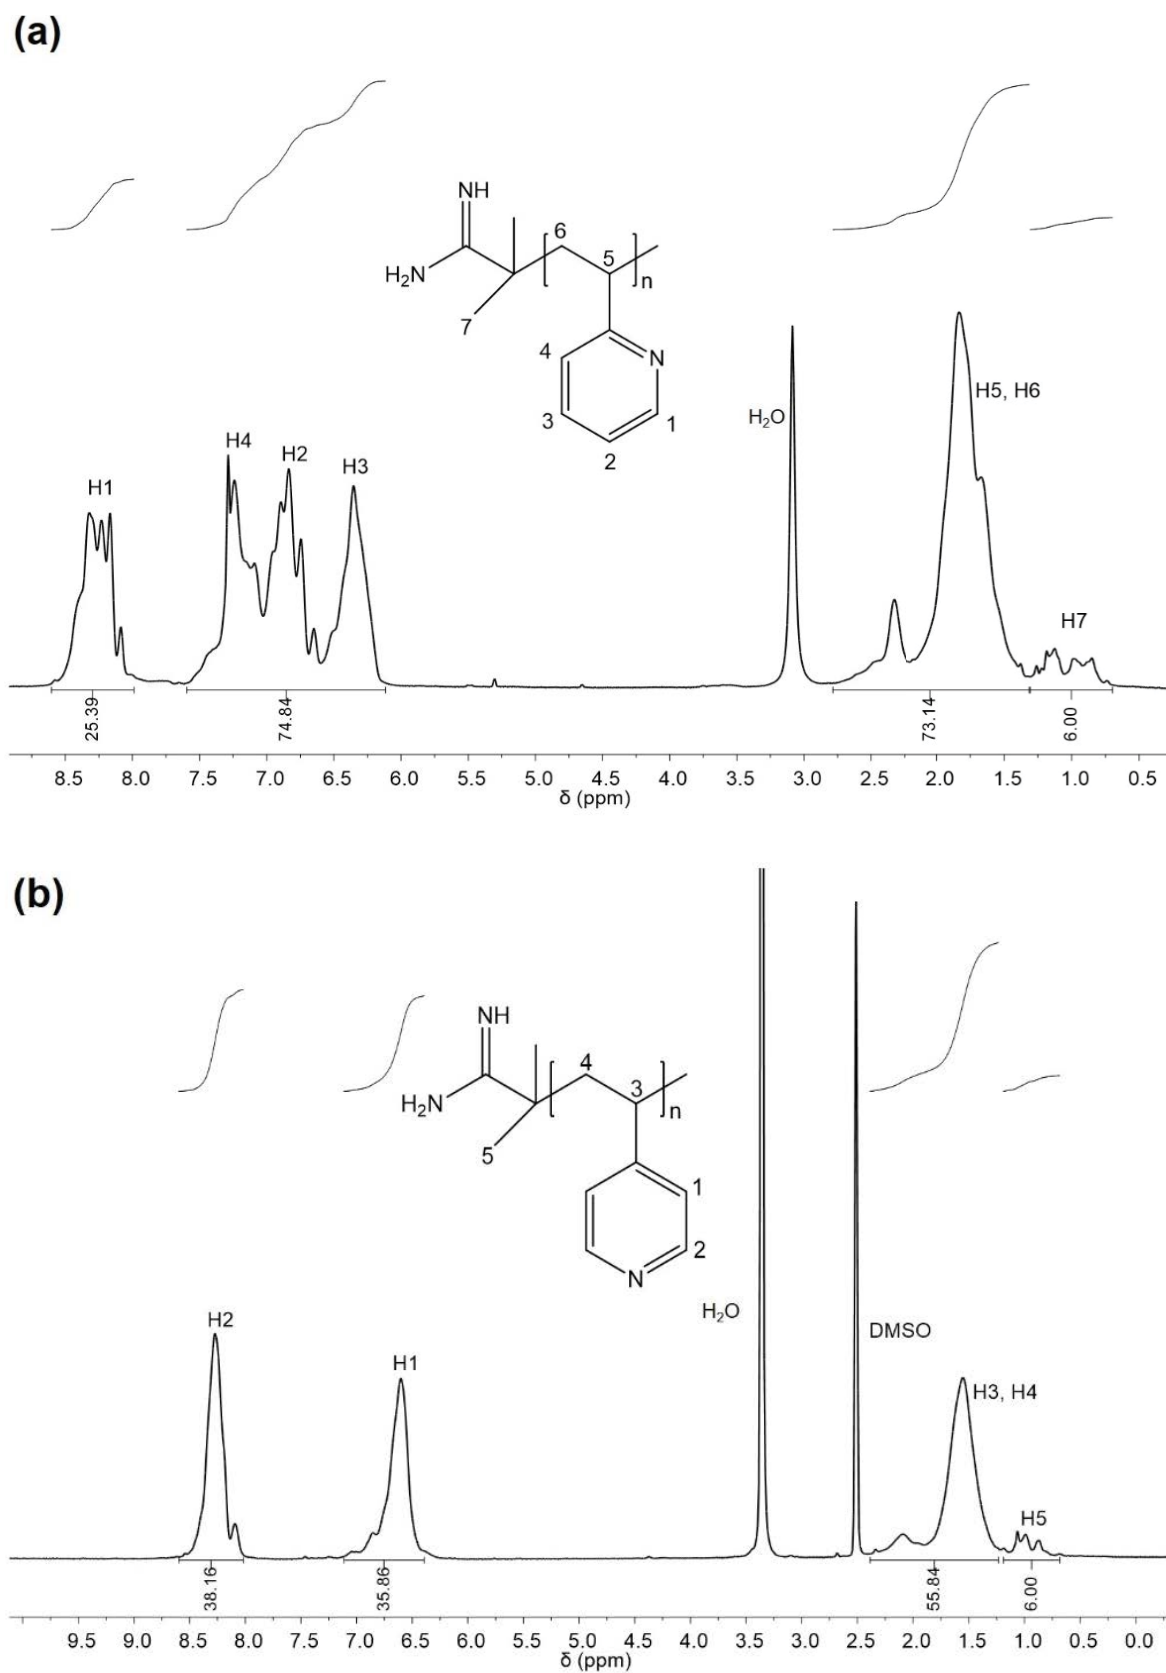 (a)
NH
H₂N
6
5
n
7
4
N
3
1
2
H₂O
H5, H6
H4
H2
H3
H1
H7
25.39
74.84
73.14
6.00
8.5 8.0 7.5 7.0 6.5 6.0 5.5 5.0 4.5 4.0 3.5 3.0 2.5 2.0 1.5 1.0 0.5
δ (ppm)
(b)
NH
H₂N
4
3
n
5
1
2
N
H₂O
DMSO
H2
H1
H3, H4
H5
38.16
35.86
55.84
6.00
9.5 9.0 8.5 8.0 7.5 7.0 6.5 6.0 5.5 5.0 4.5 4.0 3.5 3.0 2.5 2.0 1.5 1.0 0.5 0.0
δ (ppm)